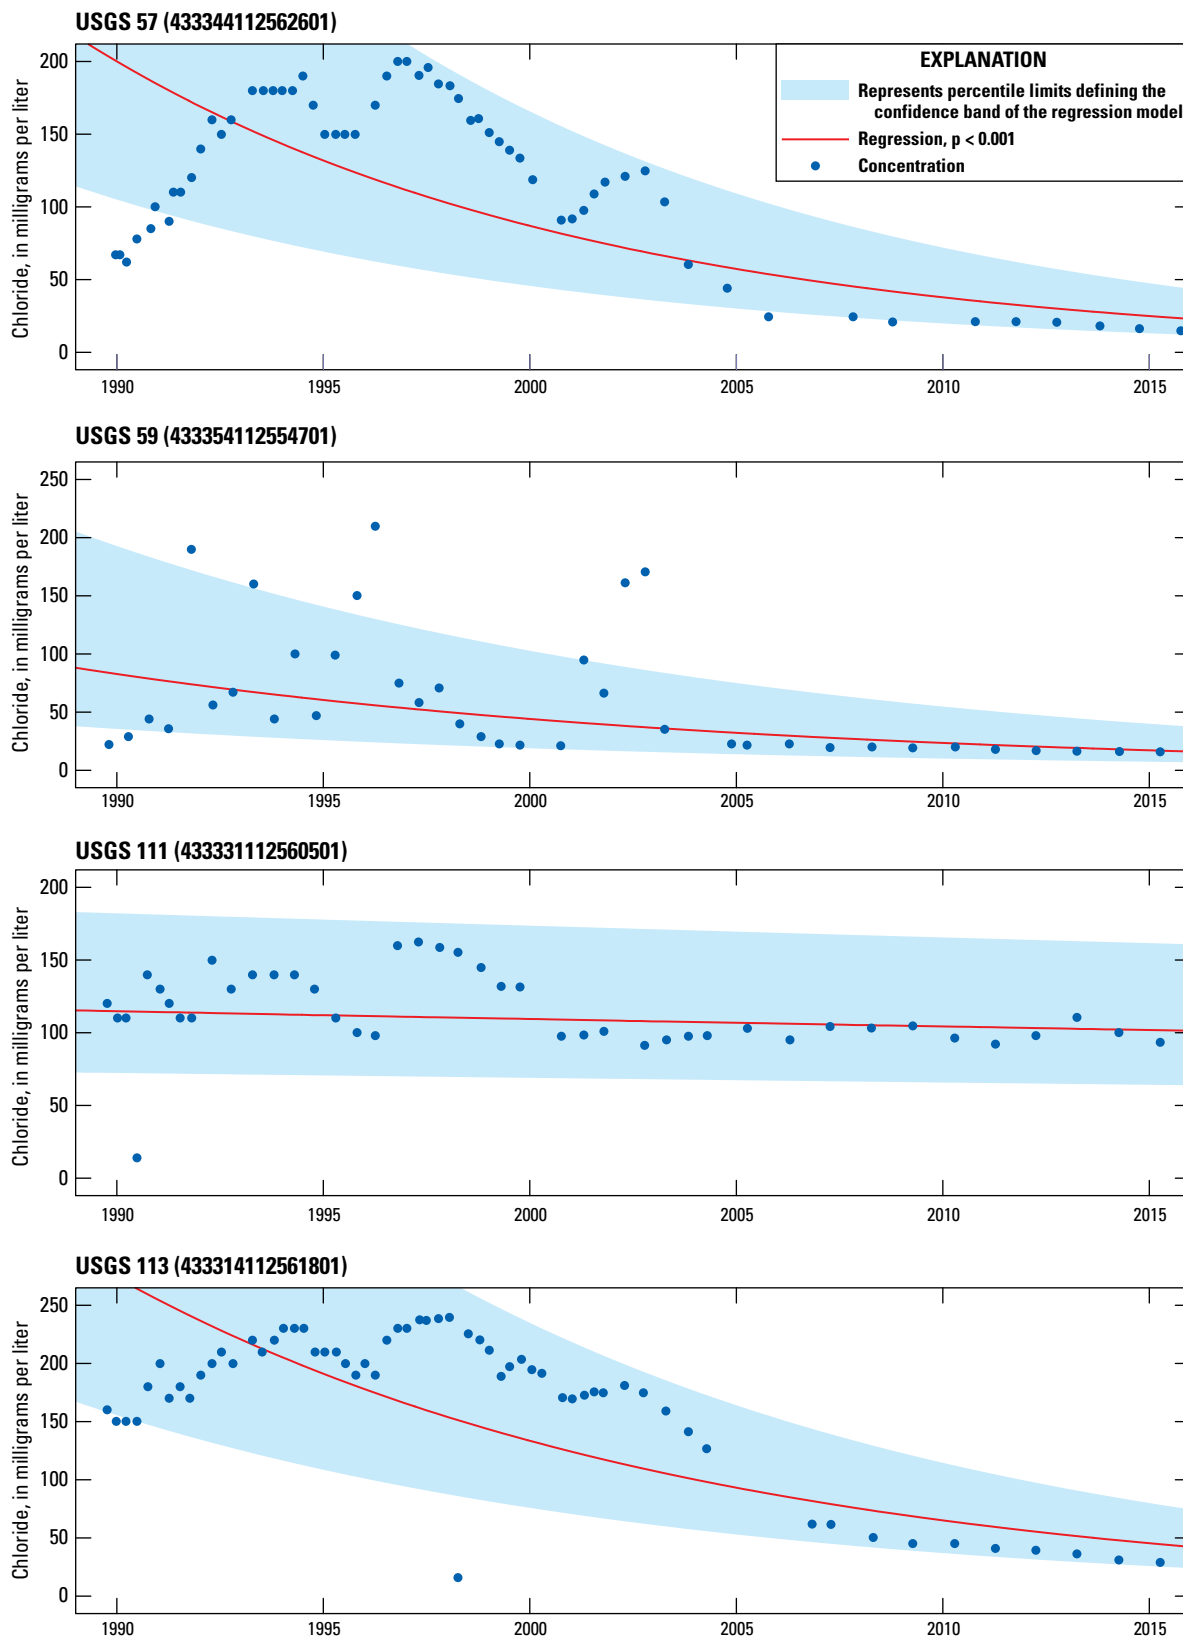 USGS 57 (433344112562601)
EXPLANATION
Represents percentile limits defining the
confidence band of the regression model
Regression, p < 0.001
Concentration
Chloride, in milligrams per liter
200
150
100
50
0
1990 1995 2000 2005 2010 2015
USGS 59 (433354112554701)
Chloride, in milligrams per liter
250
200
150
100
50
0
1990 1995 2000 2005 2010 2015
USGS 111 (433331112560501)
Chloride, in milligrams per liter
200
150
100
50
0
1990 1995 2000 2005 2010 2015
USGS 113 (433314112561801)
Chloride, in milligrams per liter
250
200
150
100
50
0
1990 1995 2000 2005 2010 2015